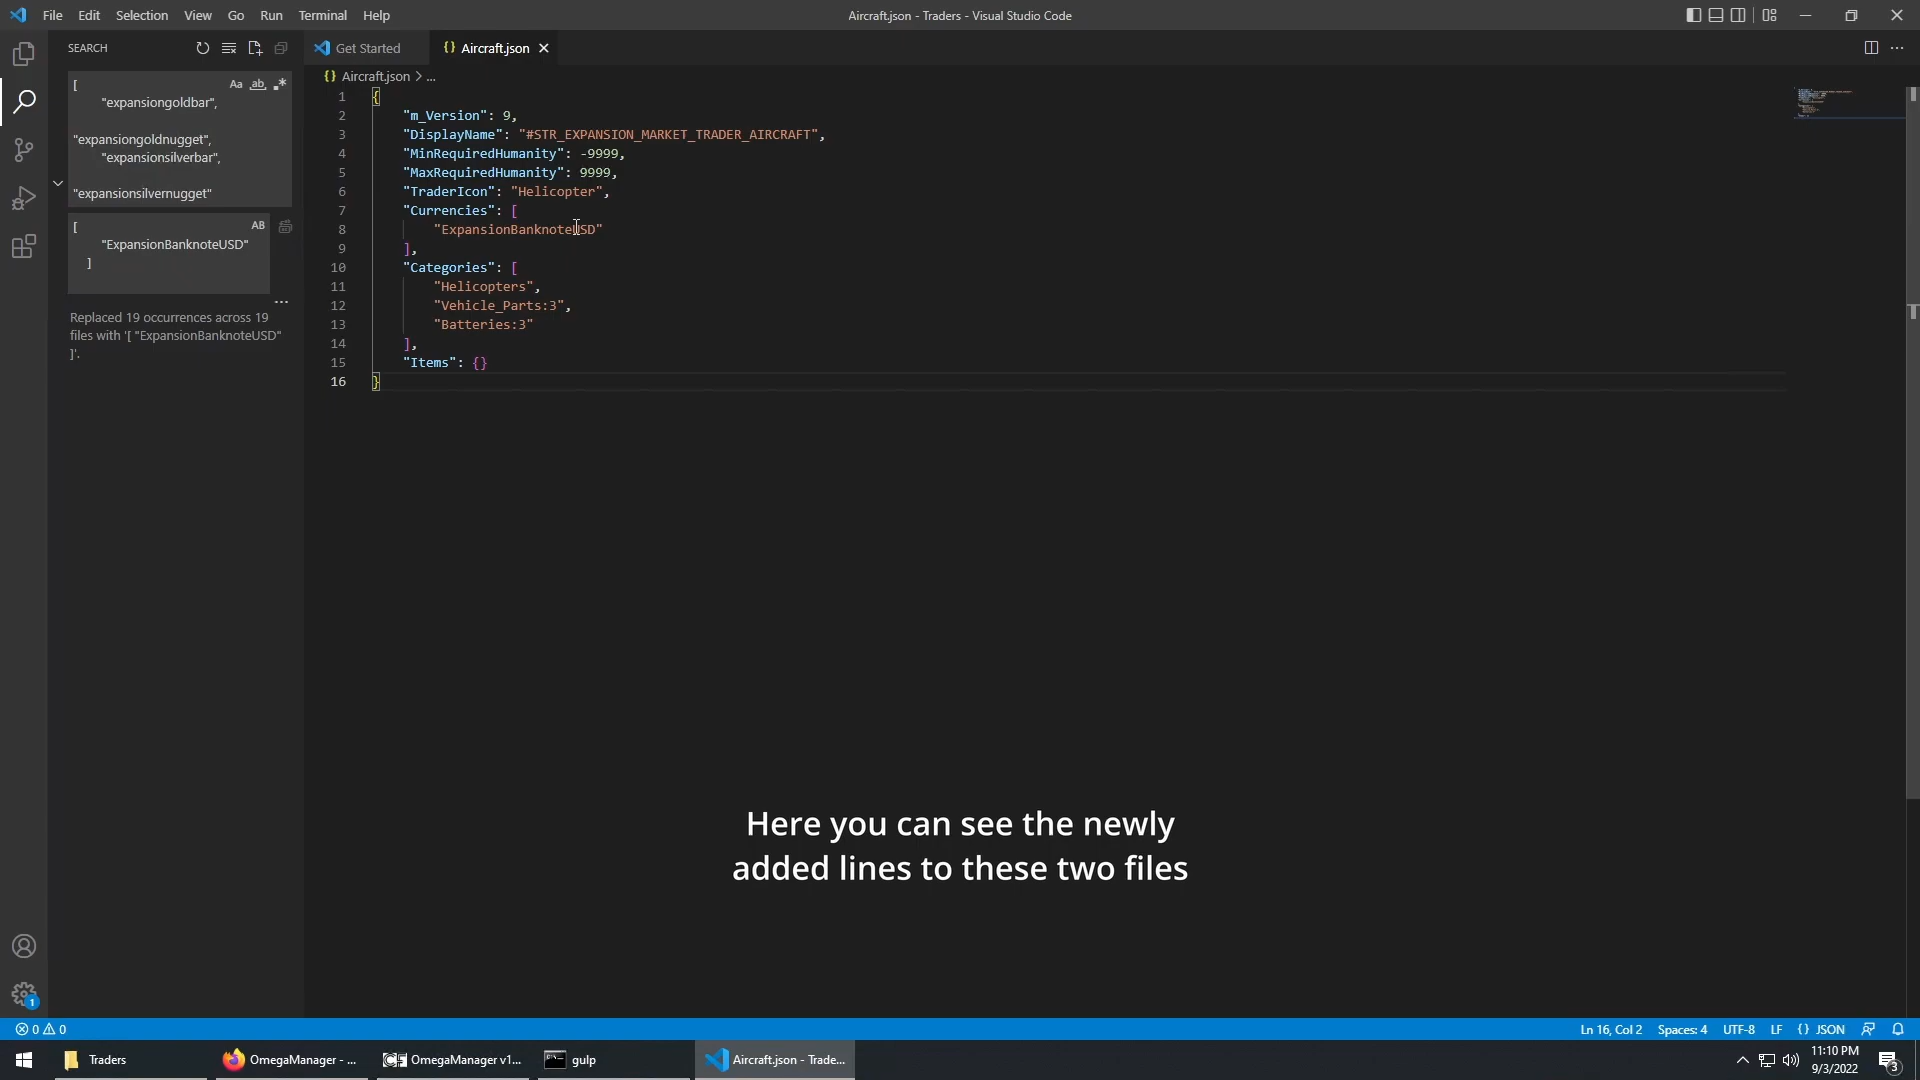 File Edit Selection View Go Run Terminal Help
Aircraft.json - Traders - Visual Studio Code
SEARCH
Get Started
{} Aircraft.json
[
"expansiongoldbar",
"expansiongoldnugget",
"expansionsilverbar",
"expansionsilvernugget"
Aa ab .*
[
"ExpansionBanknoteUSD"
]
AB
...
Replaced 19 occurrences across 19
files with '[ "ExpansionBanknoteUSD"
]'.
{} Aircraft.json > ...
1 {
2 "m_Version": 9,
3 "DisplayName": "#STR_EXPANSION_MARKET_TRADER_AIRCRAFT",
4 "MinRequiredHumanity": -9999,
5 "MaxRequiredHumanity": 9999,
6 "TraderIcon": "Helicopter",
7 "Currencies": [
8 "ExpansionBanknoteUSD"
9 ],
10 "Categories": [
11 "Helicopters",
12 "Vehicle_Parts:3",
13 "Batteries:3"
14 ],
15 "Items": {}
16 }
Here you can see the newly
added lines to these two files
1
0 0
Ln 16, Col 2 Spaces: 4 UTF-8 LF {} JSON
Traders
OmegaManager - ...
OmegaManager v1...
gulp
Aircraft.json - Trade...
11:10 PM
9/3/2022
3